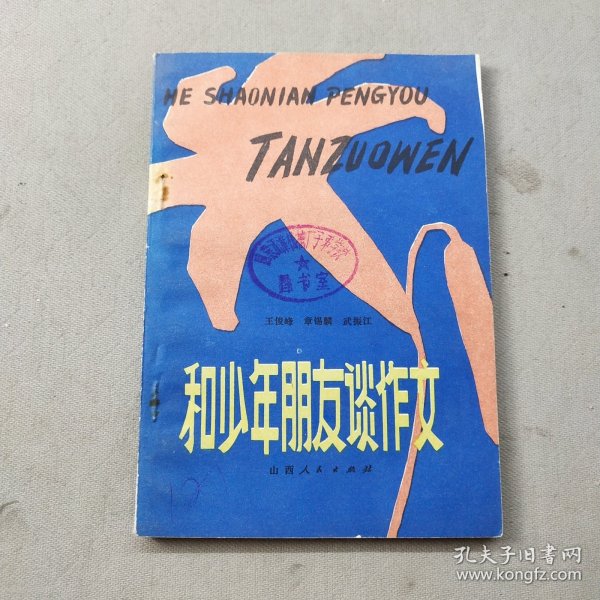 HE SHAONIAN PENGYOU
TANZUOWEN
图书室
王俊峰 章锡麟 武振江
和少年朋友谈作文
山西人民出版社
孔夫子旧书网
www.kongfz.com